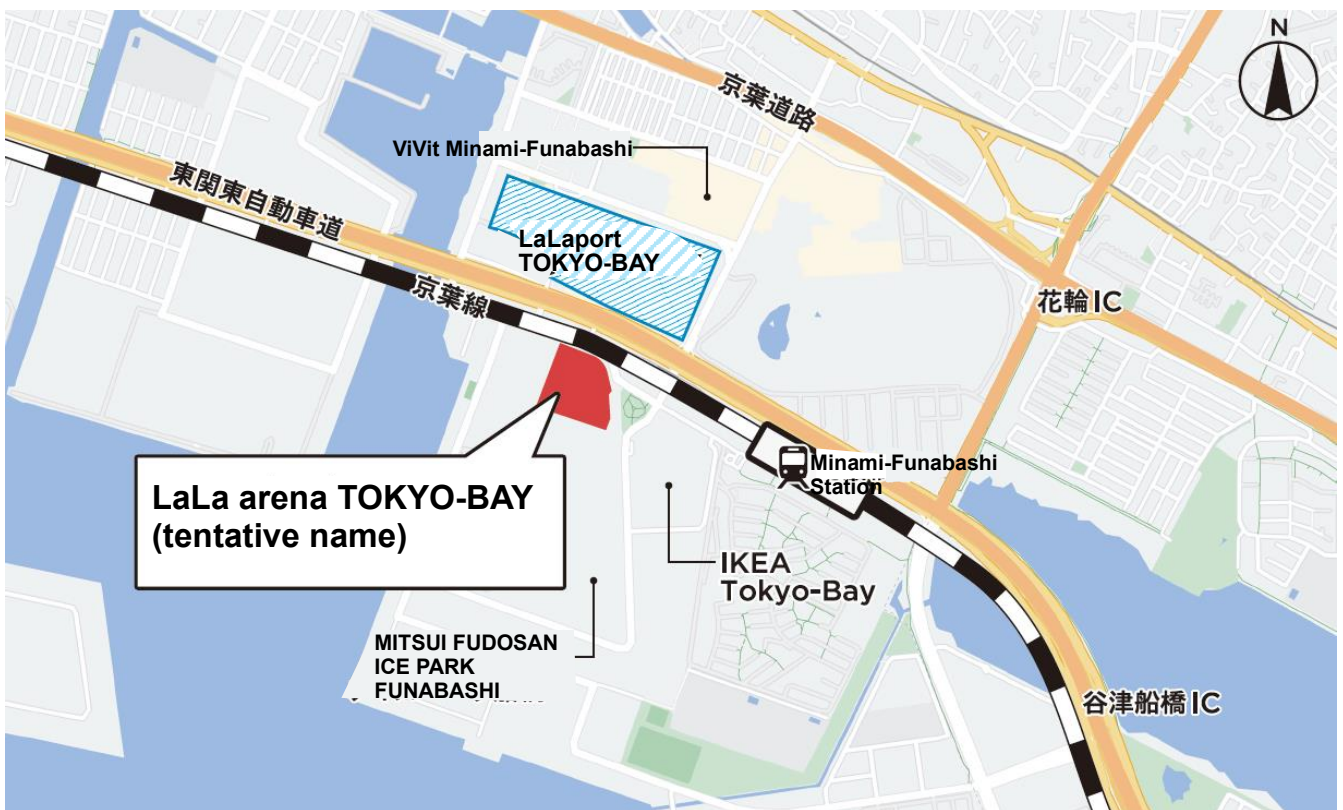 N
京葉道路
ViVit Minami-Funabashi
東関東自動車道
LaLaport
TOKYO-BAY
京葉線
花輪IC
Minami-Funabashi
Station
LaLa arena TOKYO-BAY
(tentative name)
IKEA
Tokyo-Bay
MITSUI FUDOSAN
ICE PARK
FUNABASHI
谷津船橋IC